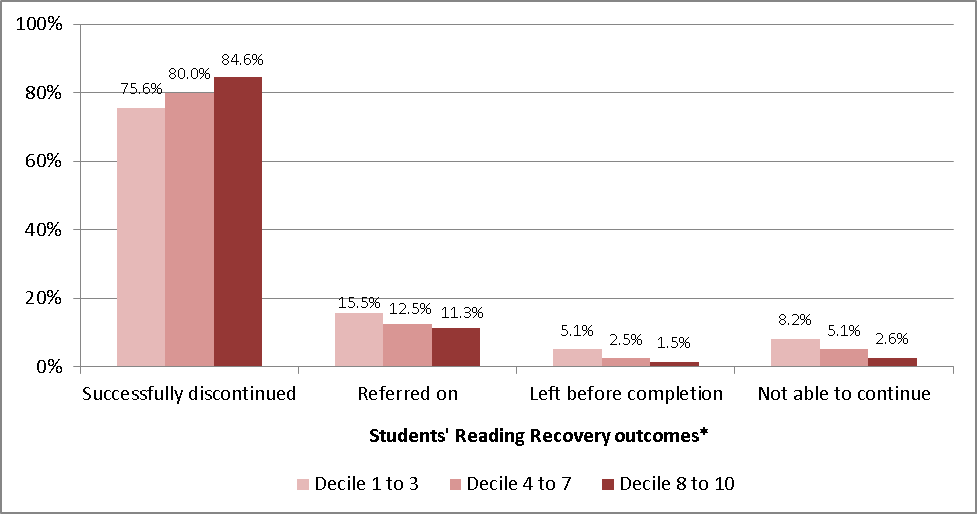 100%
80%
60%
40%
20%
0%
75.6%
80.0%
84.6%
15.5%
12.5%
11.3%
5.1%
2.5%
1.5%
8.2%
5.1%
2.6%
Successfully discontinued
Referred on
Left before completion
Not able to continue
Students' Reading Recovery outcomes*
Decile 1 to 3
Decile 4 to 7
Decile 8 to 10